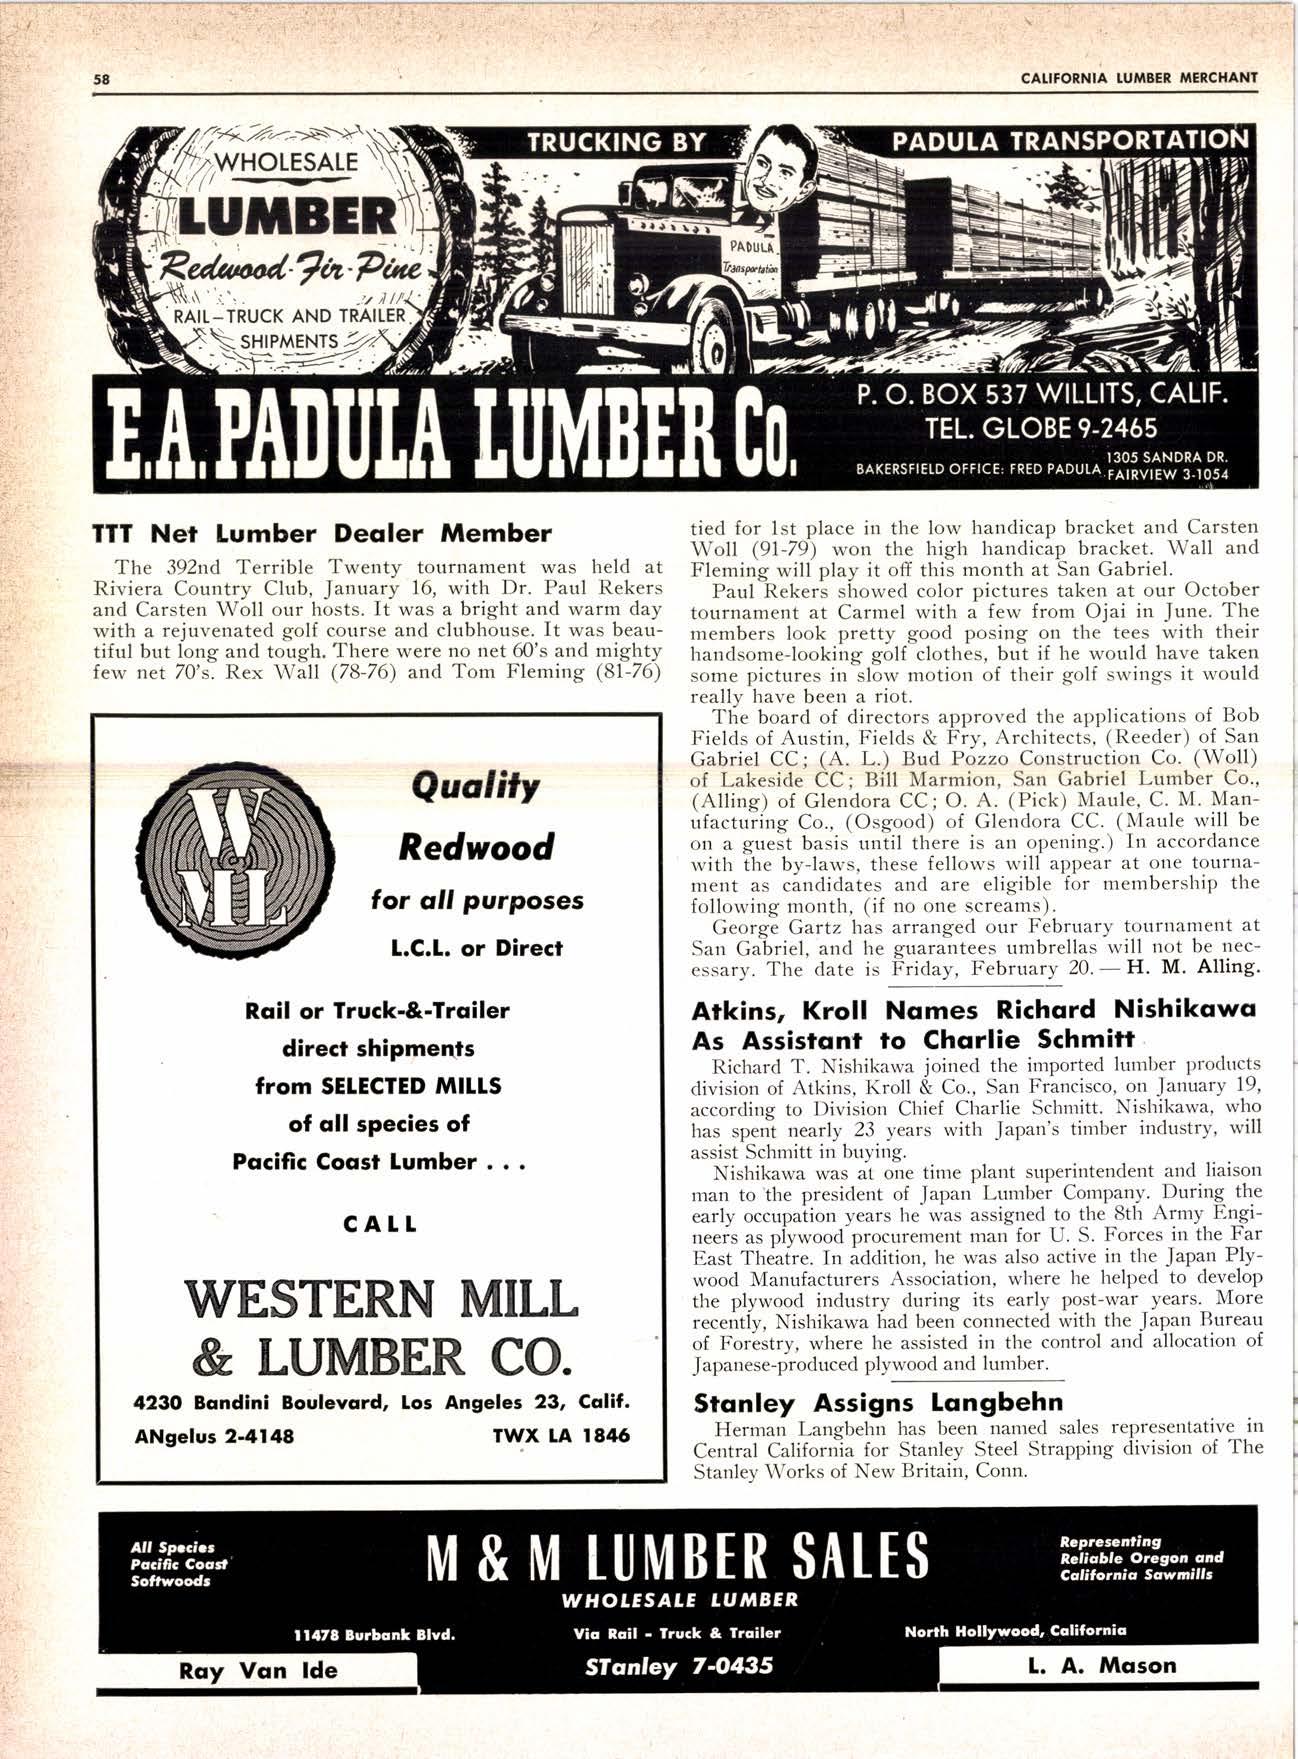 58
CALIFORNIA LUMBER MERCHANT
WHOLESALE
LUMBER
Redwood-Fir-Pine
RAIL-TRUCK AND TRAILER
SHIPMENTS
TRUCKING BY
PADULA TRANSPORTATION
PADULA
Transportation
E.A. PADULA LUMBER Co.
P. O. BOX 537 WILLITS, CALIF.
TEL. GLOBE 9-2465
BAKERSFIELD OFFICE: FRED PADULA
1305 SANDRA DR.
FAIRVIEW 3-1054
TTT Net Lumber Dealer Member
The 392nd Terrible Twenty tournament was held at
Riviera Country Club, January 16, with Dr. Paul Rekers
and Carsten Woll our hosts. It was a bright and warm day
with a rejuvenated golf course and clubhouse. It was beau-
tiful but long and tough. There were no net 60's and mighty
few net 70's. Rex Wall (78-76) and Tom Fleming (81-76)
tied for 1st place in the low handicap bracket and Carsten
Woll (91-79) won the high handicap bracket. Wall and
Fleming will play it off this month at San Gabriel.
Paul Rekers showed color pictures taken at our October
tournament at Carmel with a few from Ojai in June. The
members look pretty good posing on the tees with their
handsome-looking golf clothes, but if he would have taken
some pictures in slow motion of their golf swings it would
really have been a riot.
The board of directors approved the applications of Bob
Fields of Austin, Fields & Fry, Architects, (Reeder) of San
Gabriel CC; (A. L.) Bud Pozzo Construction Co. (Woll)
of Lakeside CC; Bill Marmion, San Gabriel Lumber Co.,
(Alling) of Glendora CC; O. A. (Pick) Maule, C. M. Man-
ufacturing Co., (Osgood) of Glendora CC. (Maule will be
on a guest basis until there is an opening.) In accordance
with the by-laws, these fellows will appear at one tourna-
ment as candidates and are eligible for membership the
following month, (if no one screams).
George Gartz has arranged our February tournament at
San Gabriel, and he guarantees umbrellas will not be nec-
essary. The date is Friday, February 20. — H. M. Alling.
Atkins, Kroll Names Richard Nishikawa
As Assistant to Charlie Schmitt
Richard T. Nishikawa joined the imported lumber products
division of Atkins, Kroll & Co., San Francisco, on January 19,
according to Division Chief Charlie Schmitt. Nishikawa, who
has spent nearly 23 years with Japan's timber industry, will
assist Schmitt in buying.
Nishikawa was at one time plant superintendent and liaison
man to the president of Japan Lumber Company. During the
early occupation years he was assigned to the 8th Army Engi-
neers as plywood procurement man for U. S. Forces in the Far
East Theatre. In addition, he was also active in the Japan Ply-
wood Manufacturers Association, where he helped to develop
the plywood industry during its early post-war years. More
recently, Nishikawa had been connected with the Japan Bureau
of Forestry, where he assisted in the control and allocation of
Japanese-produced plywood and lumber.
Stanley Assigns Langbehn
Herman Langbehn has been named sales representative in
Central California for Stanley Steel Strapping division of The
Stanley Works of New Britain, Conn.
W
ML
Quality
Redwood
for all purposes
L.C.L. or Direct
Rail or Truck-&-Trailer
direct shipments
from SELECTED MILLS
of all species of
Pacific Coast Lumber . . .
CALL
WESTERN MILL
& LUMBER CO.
4230 Bandini Boulevard, Los Angeles 23, Calif.
ANgelus 2-4148
TWX LA 1846
All Species
Pacific Coast
Softwoods
M & M LUMBER SALES
WHOLESALE LUMBER
Representing
Reliable Oregon and
California Sawmills
11478 Burbank Blvd.
Via Rail - Truck & Trailer
North Hollywood, California
Ray Van Ide
STanley 7-0435
L. A. Mason